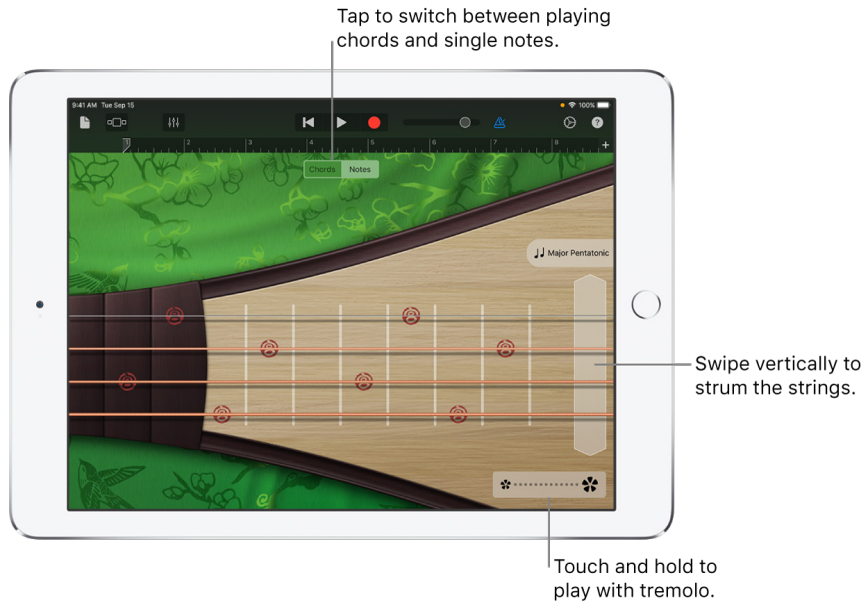 Tap to switch between playing
chords and single notes.
9:41 AM Tue Sep 15
100%
?
1 2 3 4 5 6 7 8 +
Chords Notes
Major Pentatonic
Swipe vertically to
strum the strings.
Touch and hold to
play with tremolo.